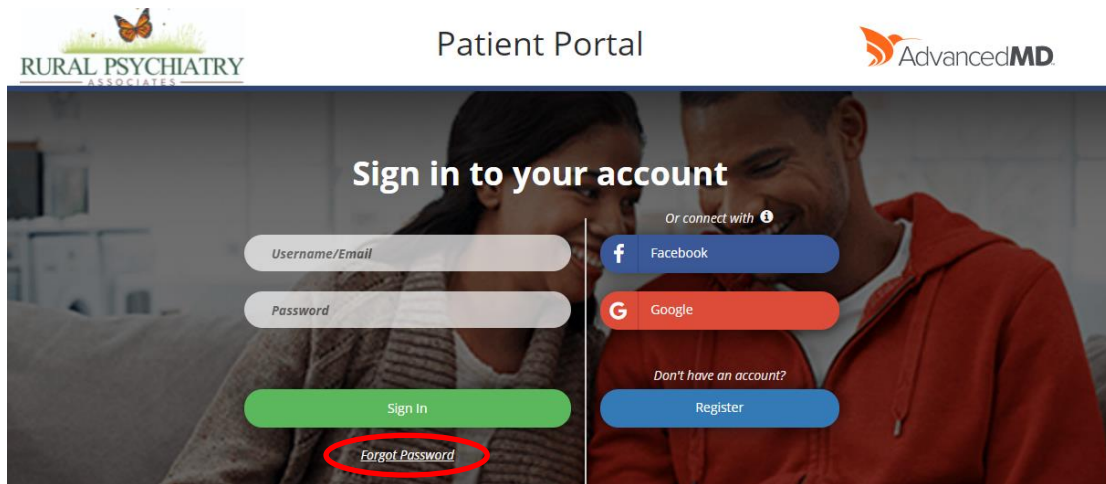 RURAL PSYCHIATRY
ASSOCIATES
Patient Portal
AdvancedMD
Sign in to your account
Username/Email
Password
Sign In
Forgot Password
Or connect with
Facebook
Google
Don't have an account?
Register